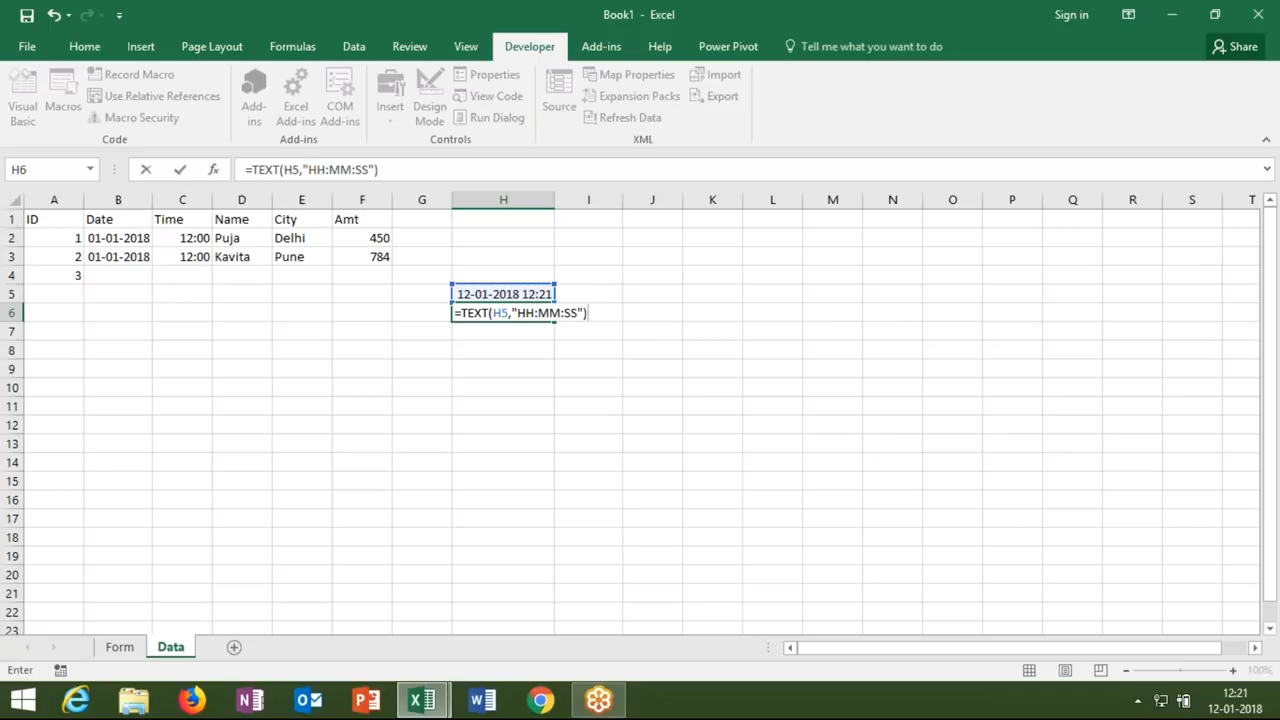 Book1 - Excel
Sign in
File Home Insert Page Layout Formulas Data Review View Developer Add-ins Help Power Pivot Tell me what you want to do Share
Visual Basic
Macros
Record Macro
Use Relative References
Macro Security
Code
Add-ins
Excel Add-ins
COM Add-ins
Add-ins
Insert
Design Mode
Properties
View Code
Run Dialog
Controls
Source
Map Properties
Expansion Packs
Refresh Data
Import
Export
XML
H6 fx =TEXT(H5,"HH:MM:SS")
A B C D E F G H I J K L M N O P Q R S T
1 ID Date Time Name City Amt
2 1 01-01-2018 12:00 Puja Delhi 450
3 2 01-01-2018 12:00 Kavita Pune 784
4 3
5 12-01-2018 12:21
6 =TEXT(H5,"HH:MM:SS")
7
8
9
10
11
12
13
14
15
16
17
18
19
20
21
22
23
Form Data
Enter 100%
12:21
12-01-2018